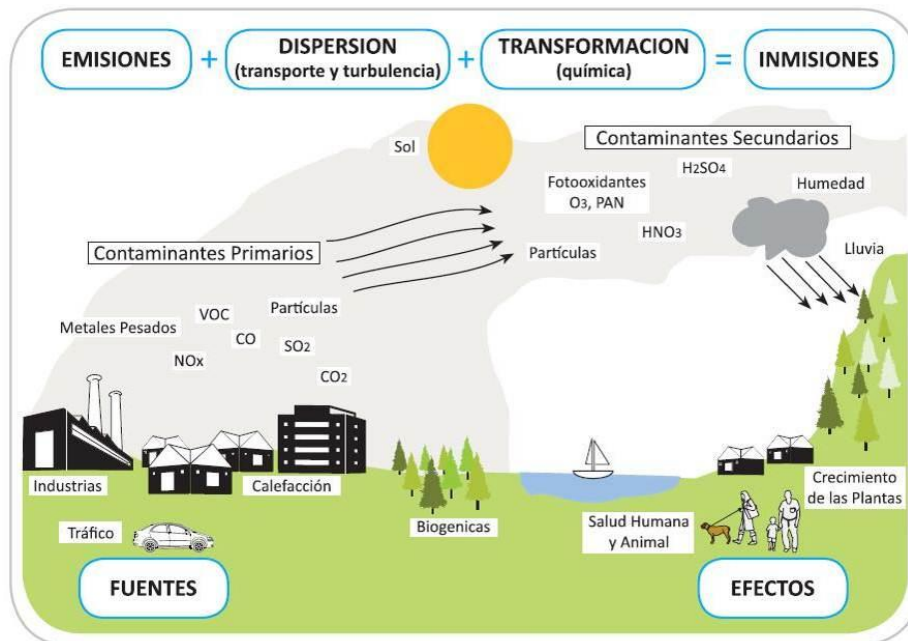 EMISIONES + DISPERSION + TRANSFORMACION = INMISIONES
(transporte y turbulencia) (química)
Sol
Contaminantes Secundarios
H2SO4
Fotooxidantes
O3, PAN
Humedad
HNO3
Partículas
Lluvia
Contaminantes Primarios
Partículas
VOC
Metales Pesados
CO
SO2
NOx
CO2
Industrias
Calefacción
Biogenicas
Crecimiento
de las Plantas
Salud Humana
y Animal
Tráfico
FUENTES
EFECTOS